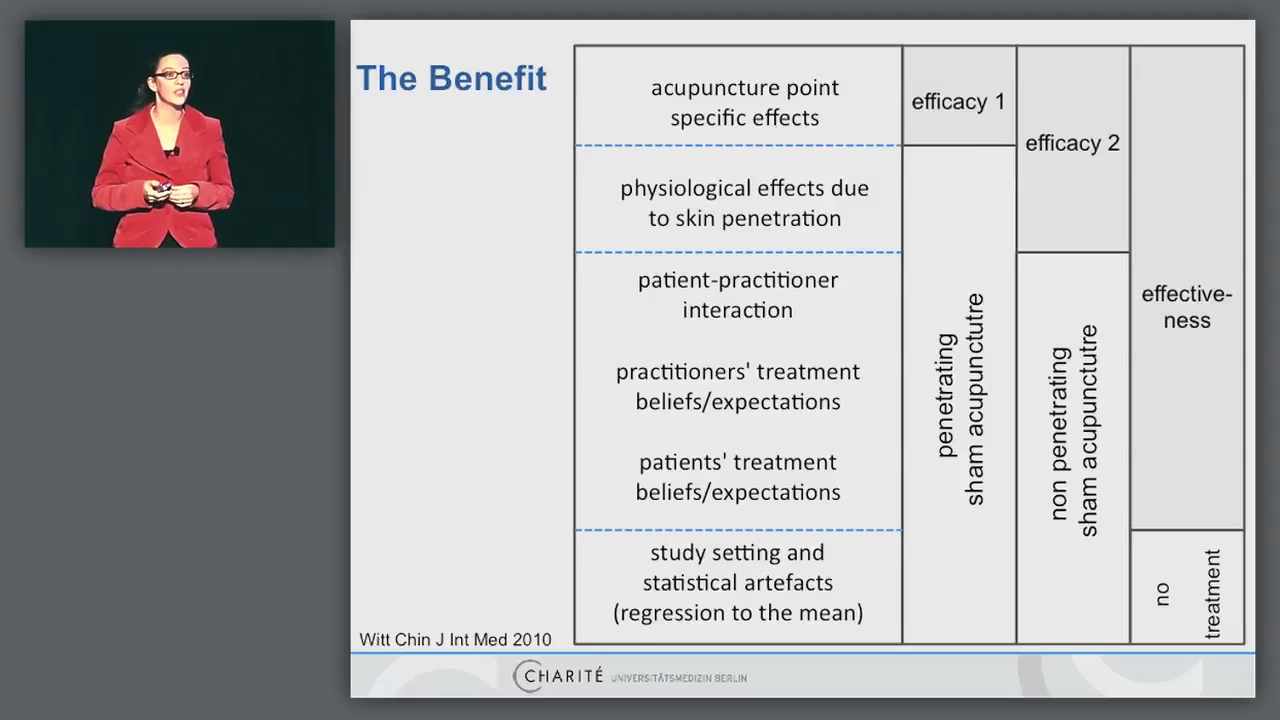 The Benefit
acupuncture point
specific effects
physiological effects due
to skin penetration
patient-practitioner
interaction
practitioners' treatment
beliefs/expectations
patients' treatment
beliefs/expectations
study setting and
statistical artefacts
(regression to the mean)
efficacy 1
penetrating
sham acupunctutre
efficacy 2
non penetrating
sham acupunctutre
effective-
ness
no
treatment
Witt Chin J Int Med 2010
CHARITÉ UNIVERSITÄTSMEDIZIN BERLIN